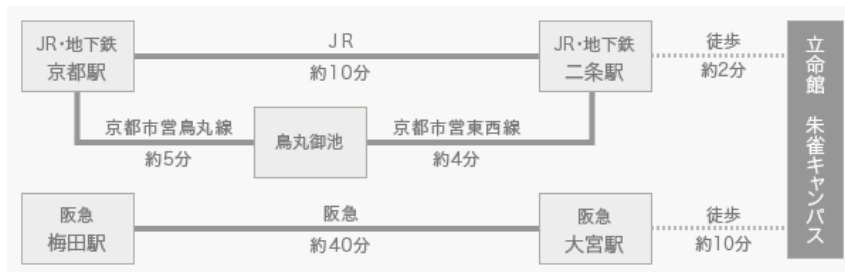 JR・地下鉄
京都駅
JR
約10分
JR・地下鉄
二条駅
徒歩
約2分
京都市営烏丸線
約5分
烏丸御池
京都市営東西線
約4分
阪急
梅田駅
阪急
約40分
阪急
大宮駅
徒歩
約10分
立命館 朱雀キャンパス